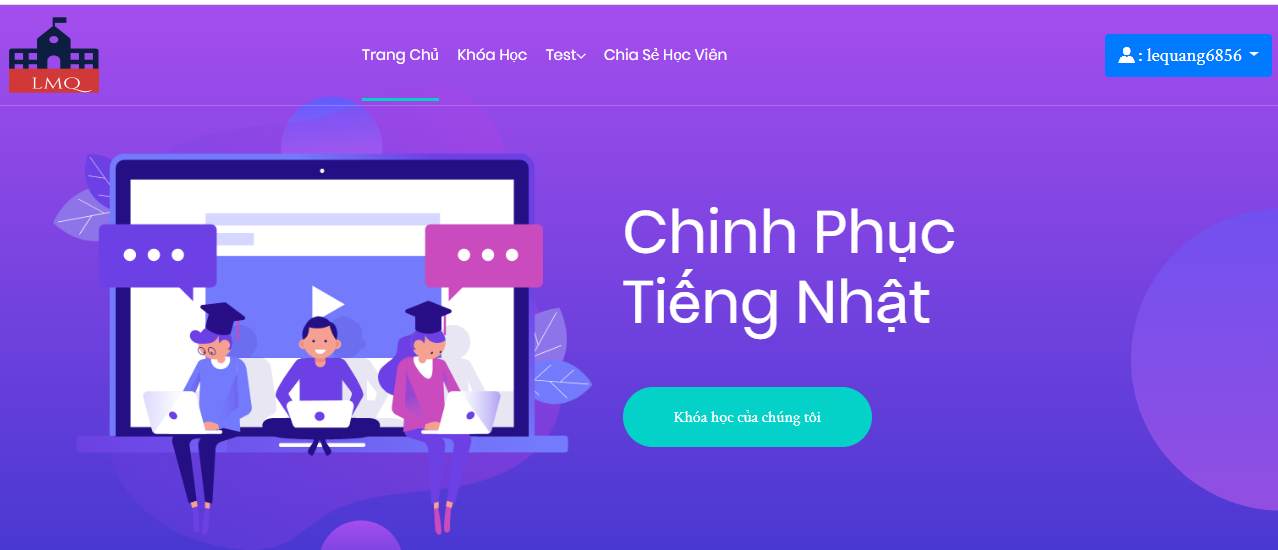 LMQ
Trang Chủ Khóa Học Test Chia Sẻ Học Viên
: lequang6856
Chinh Phục
Tiếng Nhật
Khóa học của chúng tôi